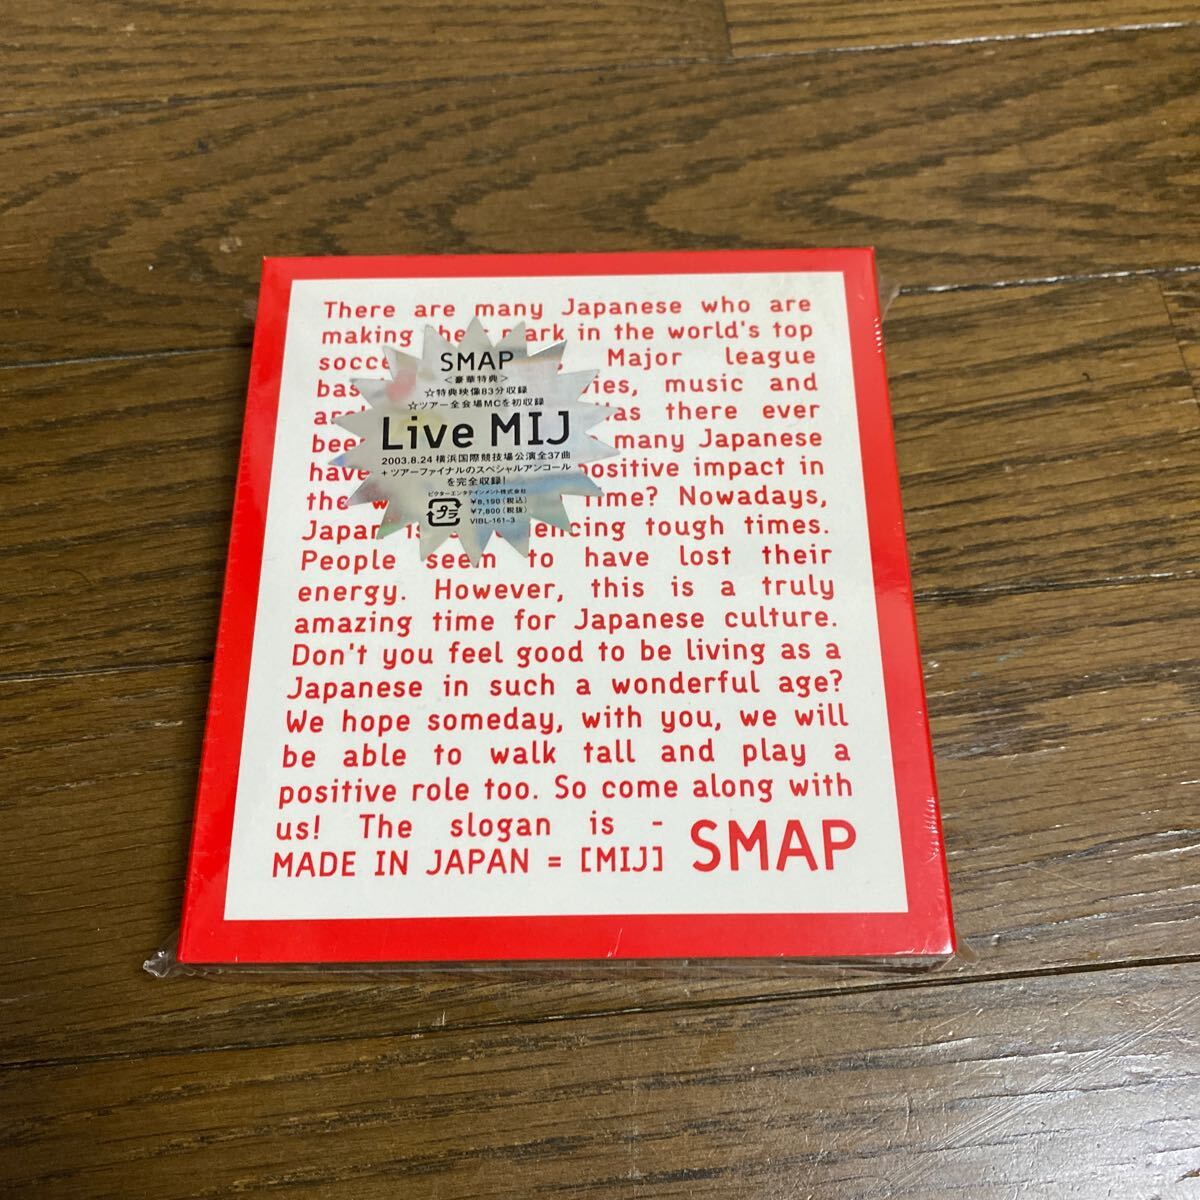 There are many Japanese who are
making mark in the world's top
Major league
music and
there ever
many Japanese
have positive impact in
the time? Nowadays,
Japan is tough times.
People seem to have lost their
energy. However, this is a truly
amazing time for Japanese culture.
Don't you feel good to be living as a
Japanese in such a wonderful age?
We hope someday, with you, we will
be able to walk tall and play a
positive role too. So come along with
us! The slogan is -
MADE IN JAPAN = [MIJ] SMAP
SMAP
<豪華特典>
☆特典映像83分収録
☆ツアー全会場MCを初収録
Live MIJ
2003.8.24 横浜国際競技場公演全37曲
+ツアーファイナルのスペシャルアンコール
を完全収録!
ビクターエンタテインメント株式会社
プラ
¥8,190(税込)
¥7,800(税抜)
VIBL-161-3